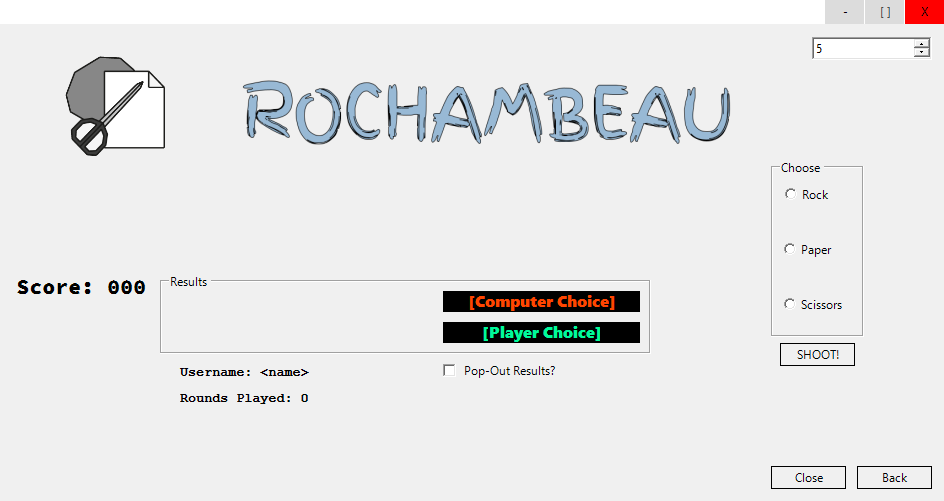 - [ ] X
5
ROCHAMBEAU
Choose
Rock
Paper
Scissors
SHOOT!
Score: 000
Results
[Computer Choice]
[Player Choice]
Username: <name>
Pop-Out Results?
Rounds Played: 0
Close
Back